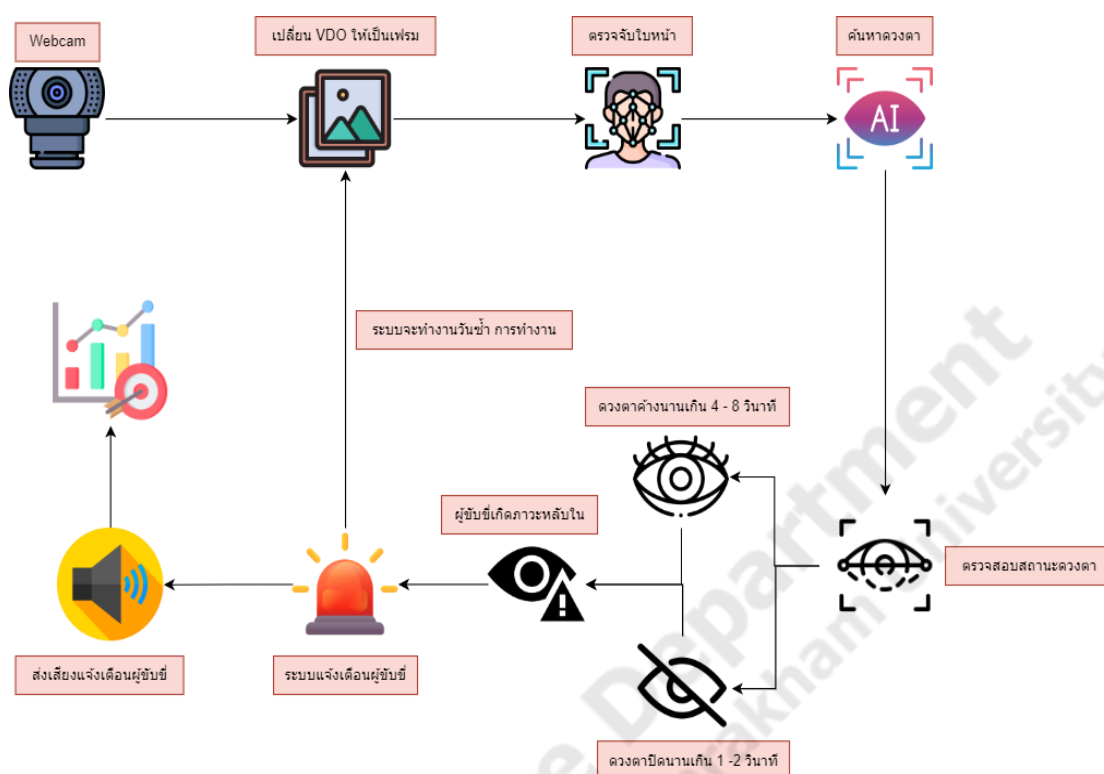 Webcam
เปลี่ยน VDO ให้เป็นเฟรม
ตรวจจับใบหน้า
ค้นหาดวงตา
AI
ระบบจะทำงานวันซ้ำ การทำงาน
ดวงตาค้างนานเกิน 4 - 8 วินาที
ผู้ขับขี่เกิดภาวะหลับใน
ตรวจสอบสถานะดวงตา
ส่งเสียงแจ้งเตือนผู้ขับขี่
ระบบแจ้งเตือนผู้ขับขี่
ดวงตาปิดนานเกิน 1 -2 วินาที
Department
University